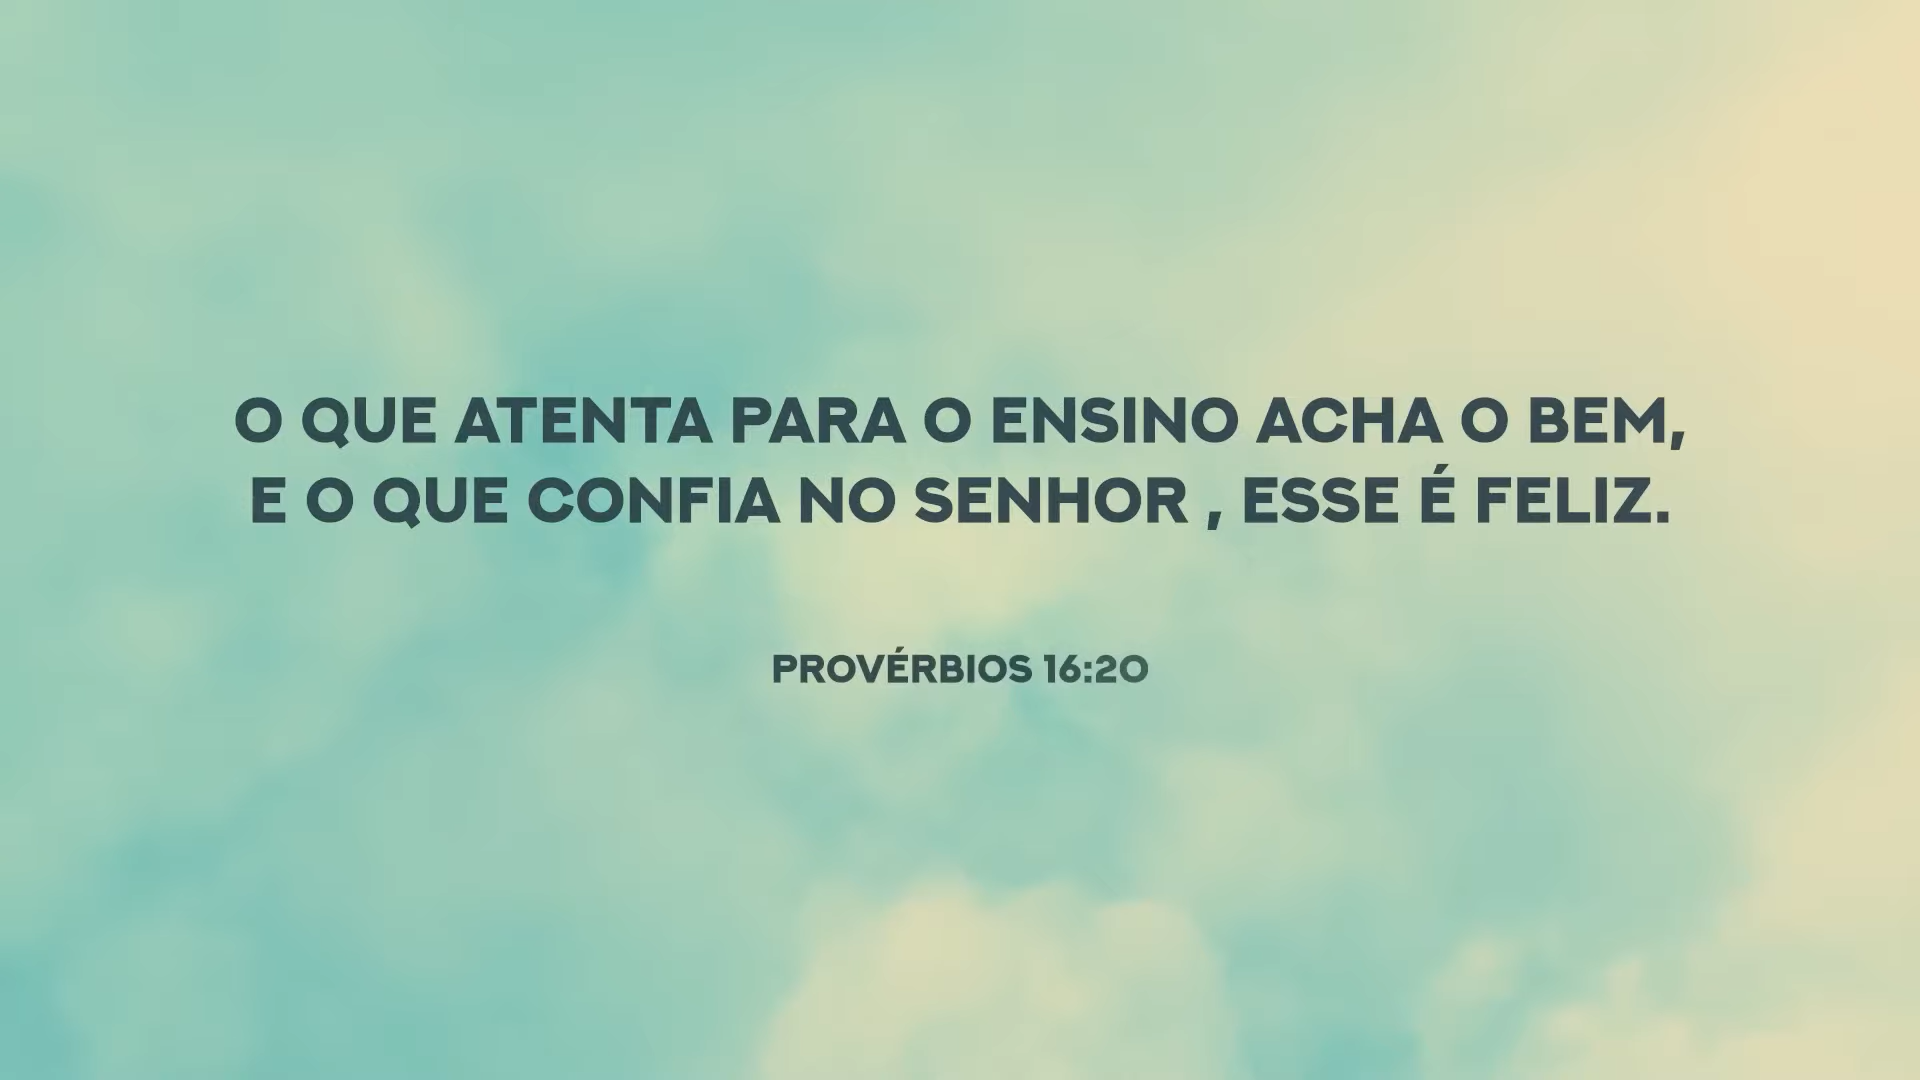 O QUE ATENTA PARA O ENSINO ACHA O BEM,
E O QUE CONFIA NO SENHOR , ESSE É FELIZ.
PROVÉRBIOS 16:20